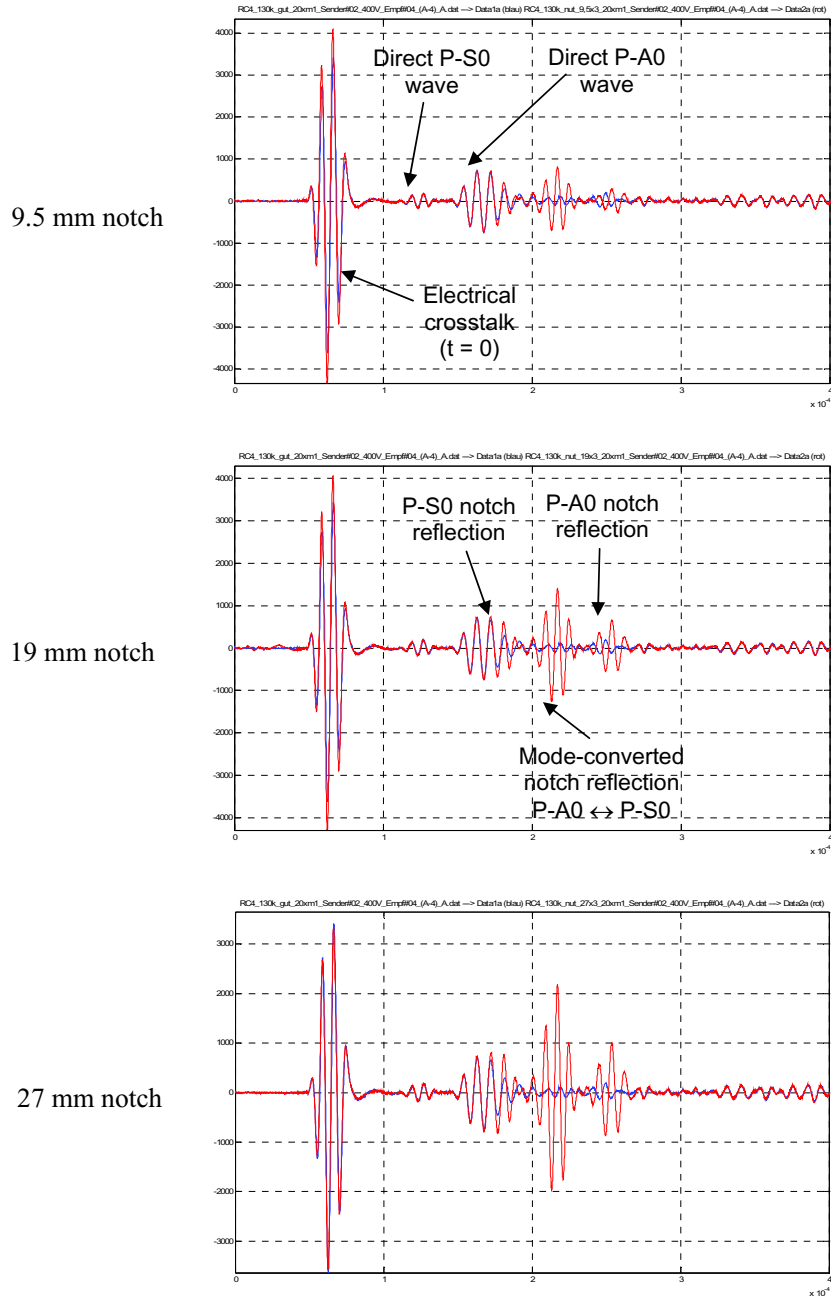 RC4_130k_gut_20xm1_Sender#02_400V_Empf#04_(A-4)_A.dat ---> Data1a (blau) RC4_130k_nut_9,5x3_20xm1_Sender#02_400V_Empf#04_(A-4)_A.dat ---> Data2a (rot)
4000
3000
2000
1000
0
-1000
-2000
-3000
-4000
Direct P-S0
wave
Direct P-A0
wave
9.5 mm notch
Electrical
crosstalk
(t = 0)
0
1
2
3
4
x 10⁻⁴
RC4_130k_gut_20xm1_Sender#02_400V_Empf#04_(A-4)_A.dat ---> Data1a (blau) RC4_130k_nut_19x3_20xm1_Sender#02_400V_Empf#04_(A-4)_A.dat ---> Data2a (rot)
4000
3000
2000
1000
0
-1000
-2000
-3000
-4000
P-S0 notch
reflection
P-A0 notch
reflection
19 mm notch
Mode-converted
notch reflection
P-A0 ↔ P-S0
0
1
2
3
4
x 10⁻⁴
RC4_130k_gut_20xm1_Sender#02_400V_Empf#04_(A-4)_A.dat ---> Data1a (blau) RC4_130k_nut_27x3_20xm1_Sender#02_400V_Empf#04_(A-4)_A.dat ---> Data2a (rot)
3000
2000
1000
0
-1000
-2000
-3000
27 mm notch
0
1
2
3
4
x 10⁻⁴